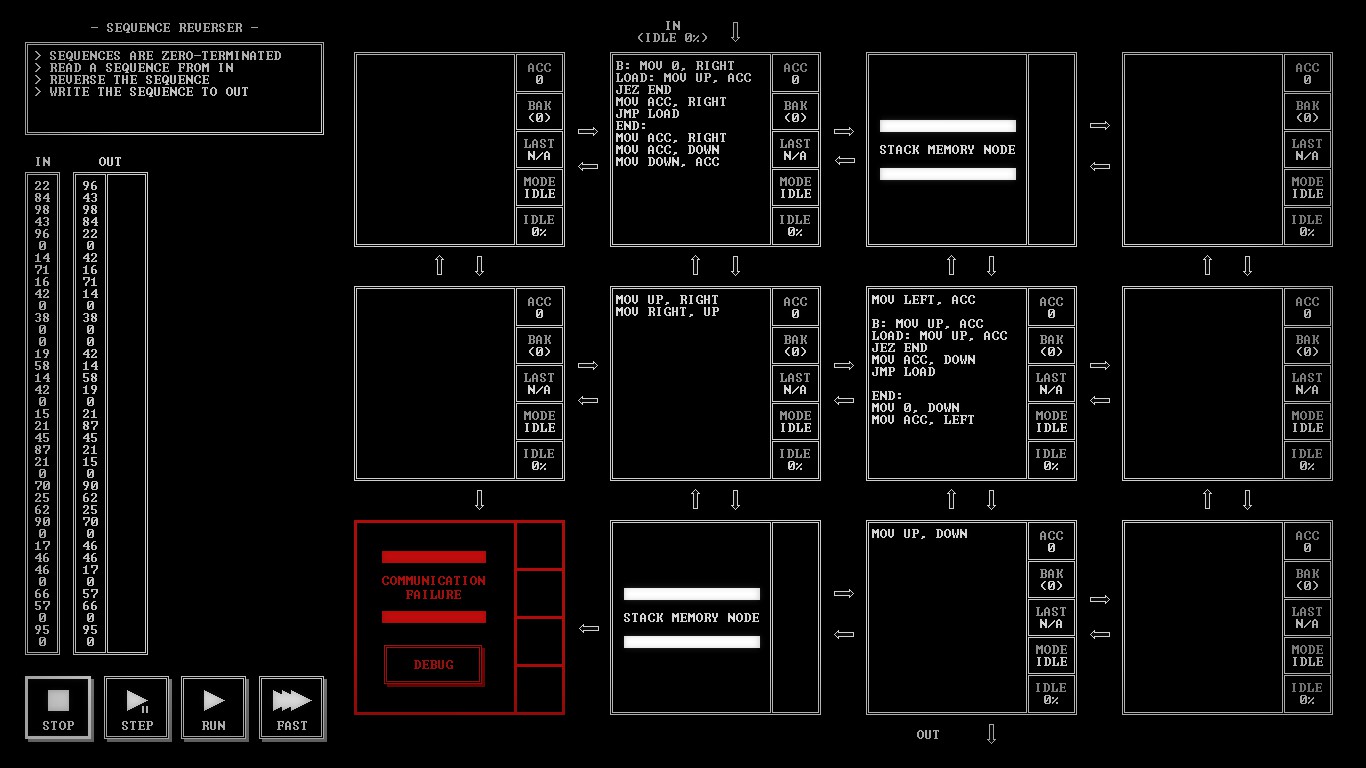 - SEQUENCE REVERSER -
> SEQUENCES ARE ZERO-TERMINATED
> READ A SEQUENCE FROM IN
> REVERSE THE SEQUENCE
> WRITE THE SEQUENCE TO OUT
IN OUT
22 96
84 43
98 98
43 84
96 22
0 0
14 42
71 16
16 71
42 14
0 0
38 38
0 0
0 0
19 42
58 14
14 58
42 19
0 0
15 21
21 87
45 45
87 21
21 15
0 0
70 90
25 62
62 25
90 70
0 0
17 46
46 46
46 17
0 0
66 57
57 66
0 0
95 95
0 0
STOP
STEP
RUN
FAST
IN
(IDLE 0%)
ACC
0
BAK
(0)
LAST
N/A
MODE
IDLE
IDLE
0%
B: MOV 0, RIGHT
LOAD: MOV UP, ACC
JEZ END
MOV ACC, RIGHT
JMP LOAD
END:
MOV ACC, RIGHT
MOV ACC, DOWN
MOV DOWN, ACC
ACC
0
BAK
(0)
LAST
N/A
MODE
IDLE
IDLE
0%
STACK MEMORY NODE
ACC
0
BAK
(0)
LAST
N/A
MODE
IDLE
IDLE
0%
ACC
0
BAK
(0)
LAST
N/A
MODE
IDLE
IDLE
0%
MOV UP, RIGHT
MOV RIGHT, UP
ACC
0
BAK
(0)
LAST
N/A
MODE
IDLE
IDLE
0%
MOV LEFT, ACC
B: MOV UP, ACC
LOAD: MOV UP, ACC
JEZ END
MOV ACC, DOWN
JMP LOAD
END:
MOV 0, DOWN
MOV ACC, LEFT
ACC
0
BAK
(0)
LAST
N/A
MODE
IDLE
IDLE
0%
ACC
0
BAK
(0)
LAST
N/A
MODE
IDLE
IDLE
0%
COMMUNICATION
FAILURE
DEBUG
STACK MEMORY NODE
MOV UP, DOWN
ACC
0
BAK
(0)
LAST
N/A
MODE
IDLE
IDLE
0%
ACC
0
BAK
(0)
LAST
N/A
MODE
IDLE
IDLE
0%
OUT